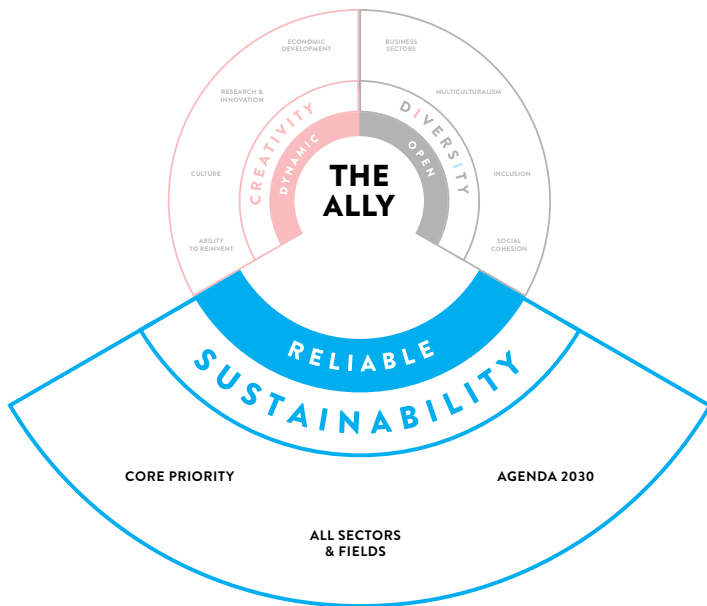 ECONOMIC
DEVELOPMENT
BUSINESS
SECTORS
RESEARCH &
INNOVATION
MULTICULTURALISM
CREATIVITY
DIVERSITY
DYNAMIC
OPEN
THE
ALLY
CULTURE
INCLUSION
ABILITY
TO REINVENT
SOCIAL
COHESION
RELIABLE
SUSTAINABILITY
CORE PRIORITY
AGENDA 2030
ALL SECTORS
& FIELDS